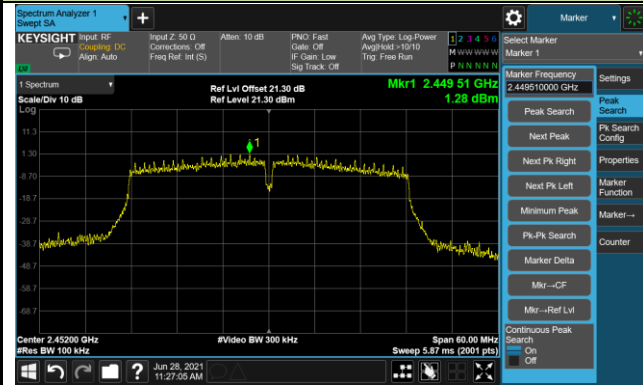 Spectrum Analyzer 1
Swept SA
Marker
KEYSIGHT
Input: RF
Coupling: DC
Align: Auto
Input Z: 50 Ω
Corrections: Off
Freq Ref: Int (S)
Atten: 10 dB
PNO: Fast
Gate: Off
IF Gain: Low
Sig Track: Off
Avg Type: Log-Power
Avg|Hold:>10/10
Trig: Free Run
1 2 3 4 5 6
M W W W W W
P N N N N N
Select Marker
Marker 1
1 Spectrum
Scale/Div 10 dB
Log
Ref Lvl Offset 21.30 dB
Ref Level 21.30 dBm
Mkr1 2.449 51 GHz
1.28 dBm
11.3
1.30
-8.70
-18.7
-28.7
-38.7
-48.7
-58.7
-68.7
1
Center 2.45200 GHz
#Res BW 100 kHz
#Video BW 300 kHz
Span 60.00 MHz
Sweep 5.87 ms (2001 pts)
Marker Frequency
2.449510000 GHz
Peak Search
Next Peak
Next Pk Right
Next Pk Left
Minimum Peak
Pk-Pk Search
Marker Delta
Mkr→CF
Mkr→Ref Lvl
Continuous Peak
Search
On
Off
Settings
Peak
Search
Pk Search
Config
Properties
Marker
Function
Marker→
Counter
Jun 28, 2021
11:27:05 AM